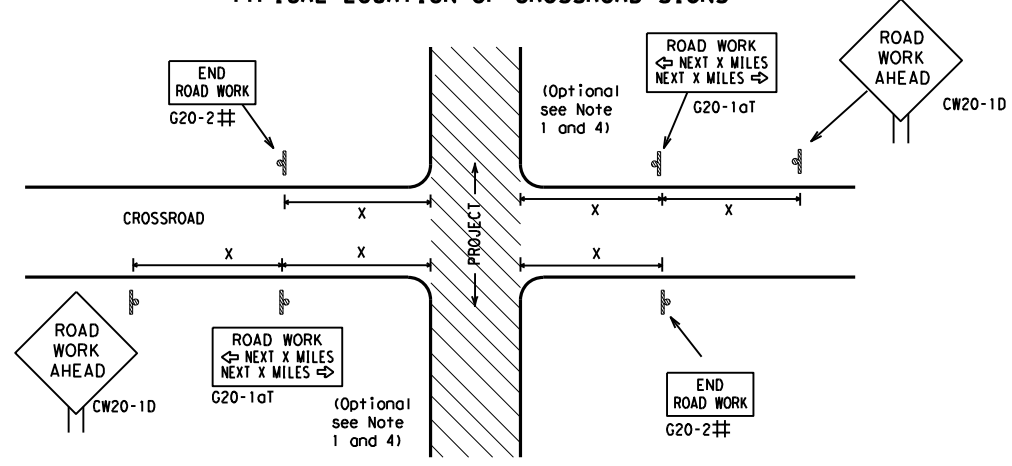 TYPICAL LOCATION OF CROSSROAD SIGNS
ROAD
WORK
AHEAD
CW20-1D
ROAD WORK
⇦ NEXT X MILES
NEXT X MILES ⇨
G20-1aT
(Optional
see Note
1 and 4)
END
ROAD WORK
G20-2#
X
X
X
CROSSROAD
PROJECT
X
X
X
ROAD
WORK
AHEAD
CW20-1D
ROAD WORK
⇦ NEXT X MILES
NEXT X MILES ⇨
G20-1aT
(Optional
see Note
1 and 4)
END
ROAD WORK
G20-2#